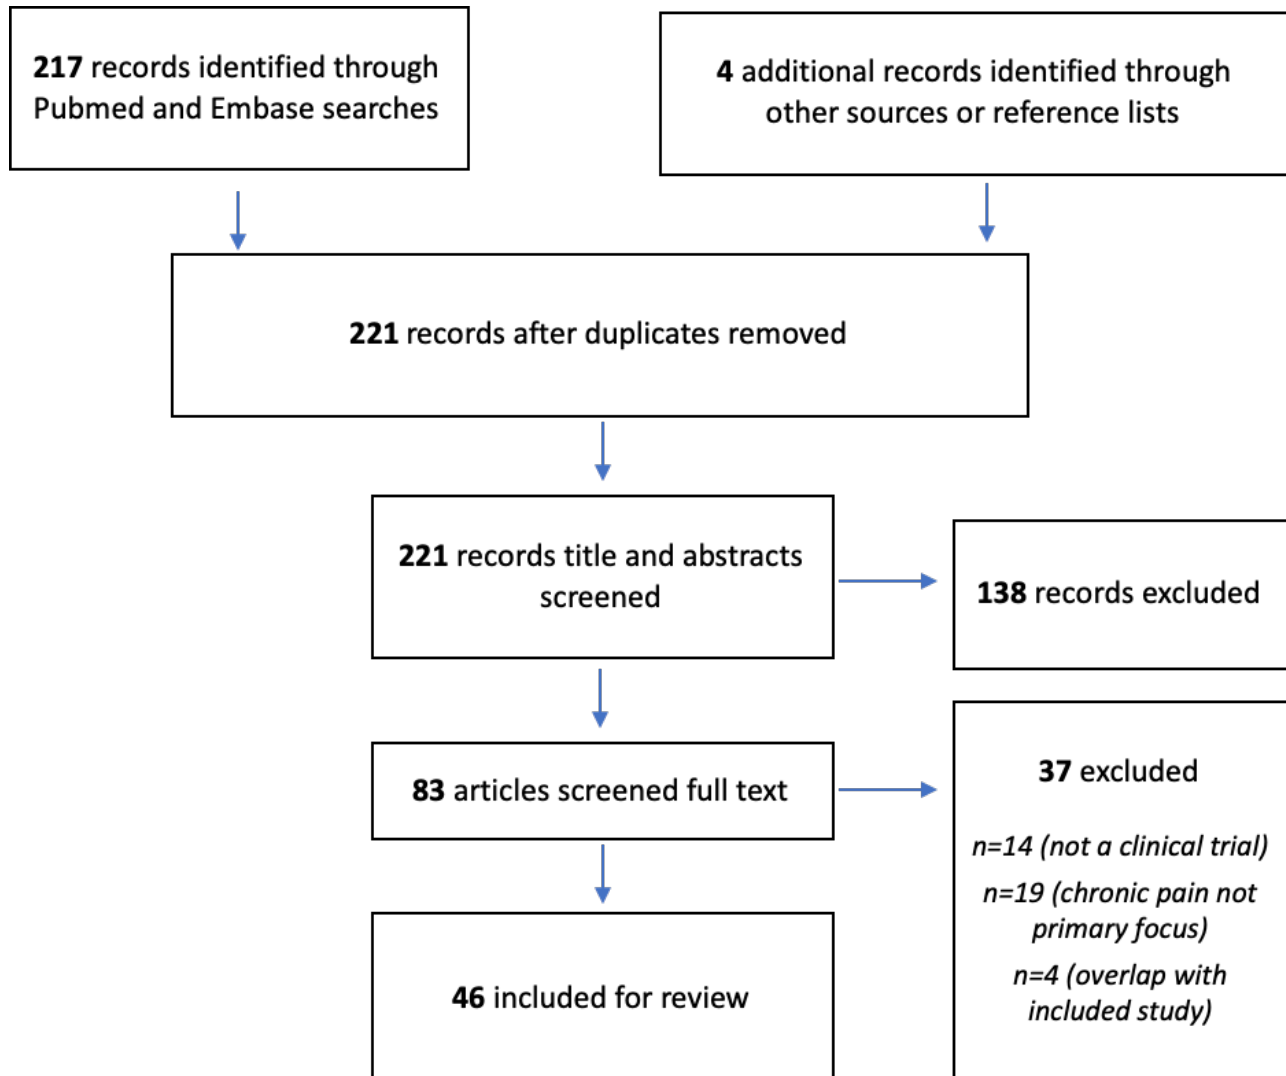 217 records identified through
Pubmed and Embase searches
4 additional records identified through
other sources or reference lists
221 records after duplicates removed
221 records title and abstracts
screened
138 records excluded
83 articles screened full text
37 excluded
n=14 (not a clinical trial)
n=19 (chronic pain not
primary focus)
n=4 (overlap with
included study)
46 included for review